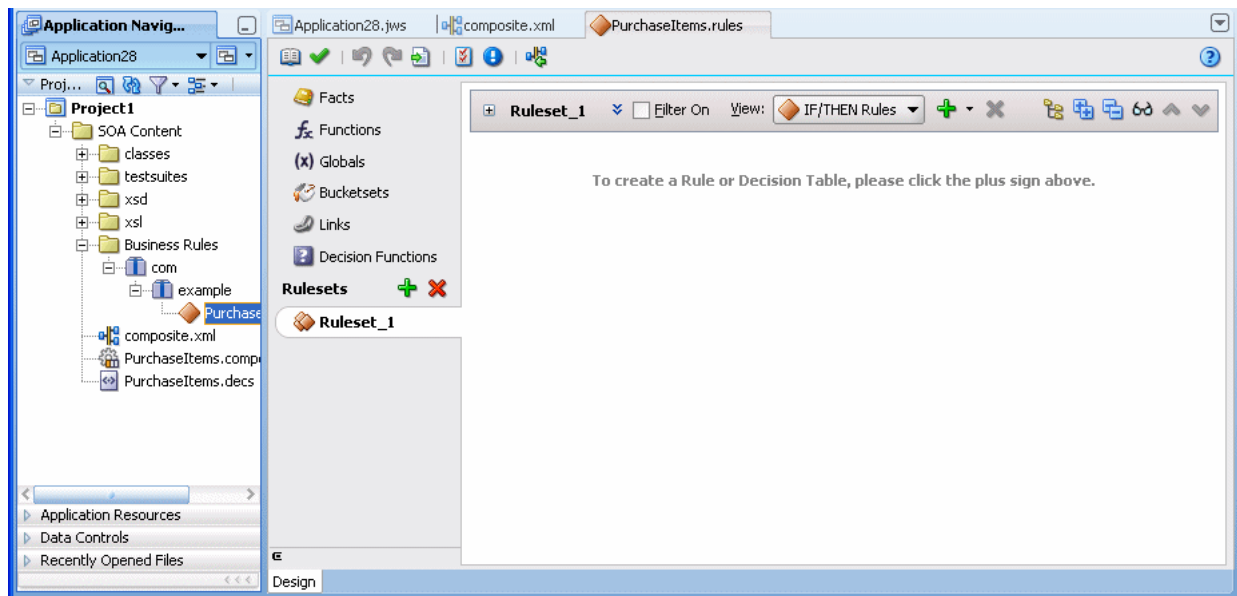 Application Navig...
Application28
Proj...
Project1
SOA Content
classes
testsuites
xsd
xsl
Business Rules
com
example
Purchase
composite.xml
PurchaseItems.compo
PurchaseItems.decs
Application Resources
Data Controls
Recently Opened Files
Application28.jws
composite.xml
PurchaseItems.rules
Facts
Functions
(x) Globals
Bucketsets
Links
Decision Functions
Rulesets
Ruleset_1
Ruleset_1 Filter On View: IF/THEN Rules
To create a Rule or Decision Table, please click the plus sign above.
Design